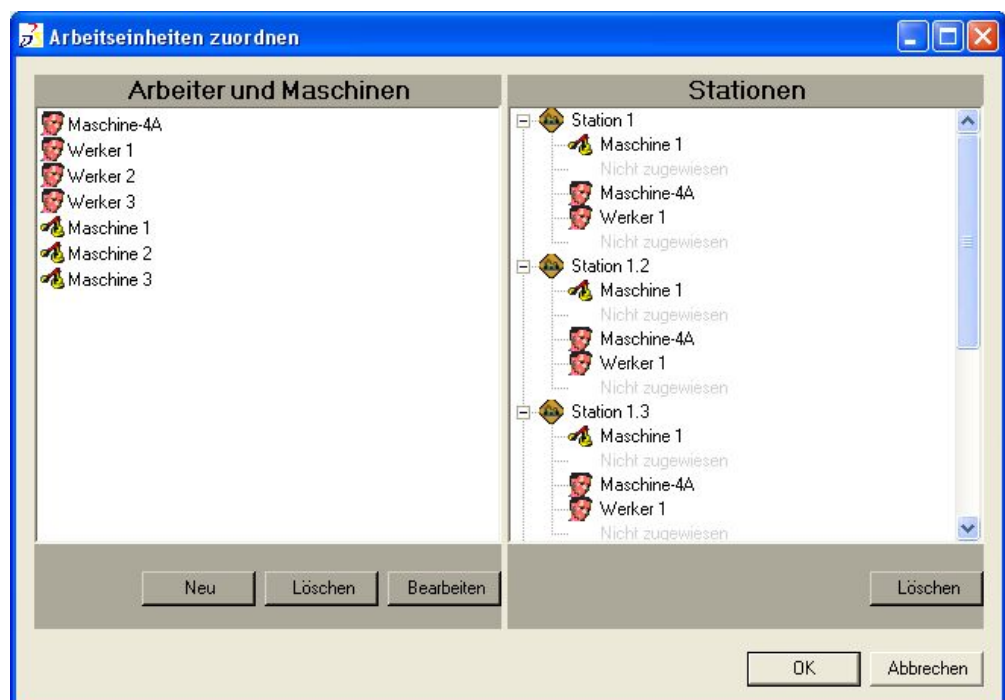 Arbeitseinheiten zuordnen
Arbeiter und Maschinen
Maschine-4A
Werker 1
Werker 2
Werker 3
Maschine 1
Maschine 2
Maschine 3
Neu
Löschen
Bearbeiten
Stationen
Station 1
Maschine 1
Nicht zugewiesen
Maschine-4A
Werker 1
Nicht zugewiesen
Station 1.2
Maschine 1
Nicht zugewiesen
Maschine-4A
Werker 1
Nicht zugewiesen
Station 1.3
Maschine 1
Nicht zugewiesen
Maschine-4A
Werker 1
Nicht zugewiesen
Löschen
OK
Abbrechen